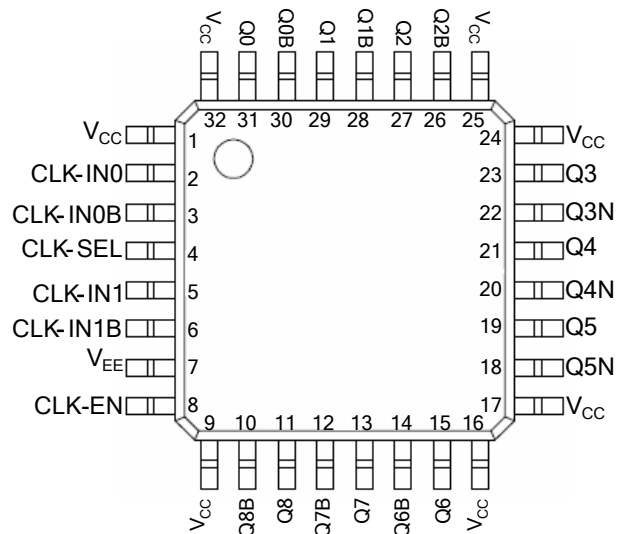 VCC Q0 Q0B Q1 Q1B Q2 Q2B VCC
32 31 30 29 28 27 26 25
VCC 1 24 VCC
CLK-IN0 2 23 Q3
CLK-IN0B 3 22 Q3N
CLK-SEL 4 21 Q4
CLK-IN1 5 20 Q4N
CLK-IN1B 6 19 Q5
VEE 7 18 Q5N
CLK-EN 8 17 VCC
9 10 11 12 13 14 15 16
VCC Q8B Q8 Q7B Q7 Q6B Q6 VCC